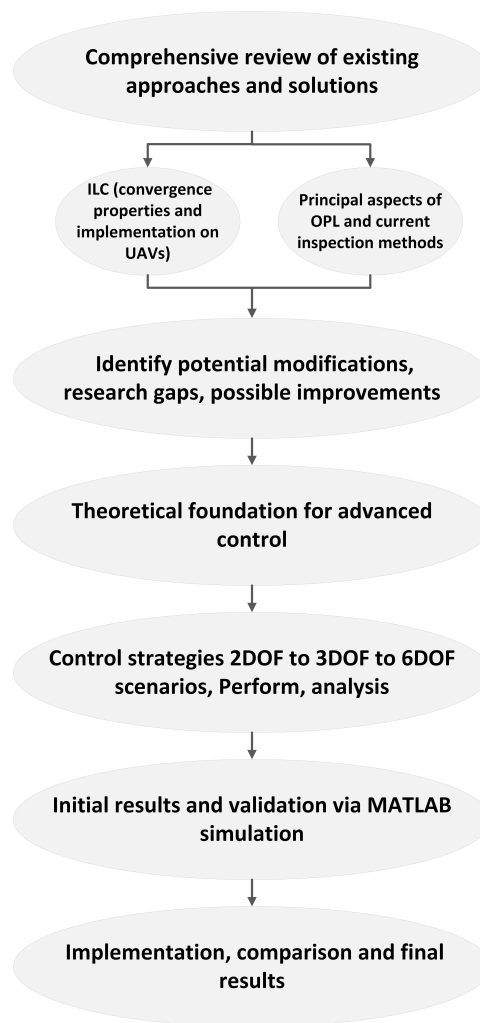 Comprehensive review of existing
approaches and solutions
ILC (convergence
properties and
implementation on
UAVs)
Principal aspects of
OPL and current
inspection methods
Identify potential modifications,
research gaps, possible improvements
Theoretical foundation for advanced
control
Control strategies 2DOF to 3DOF to 6DOF
scenarios, Perform, analysis
Initial results and validation via MATLAB
simulation
Implementation, comparison and final
results